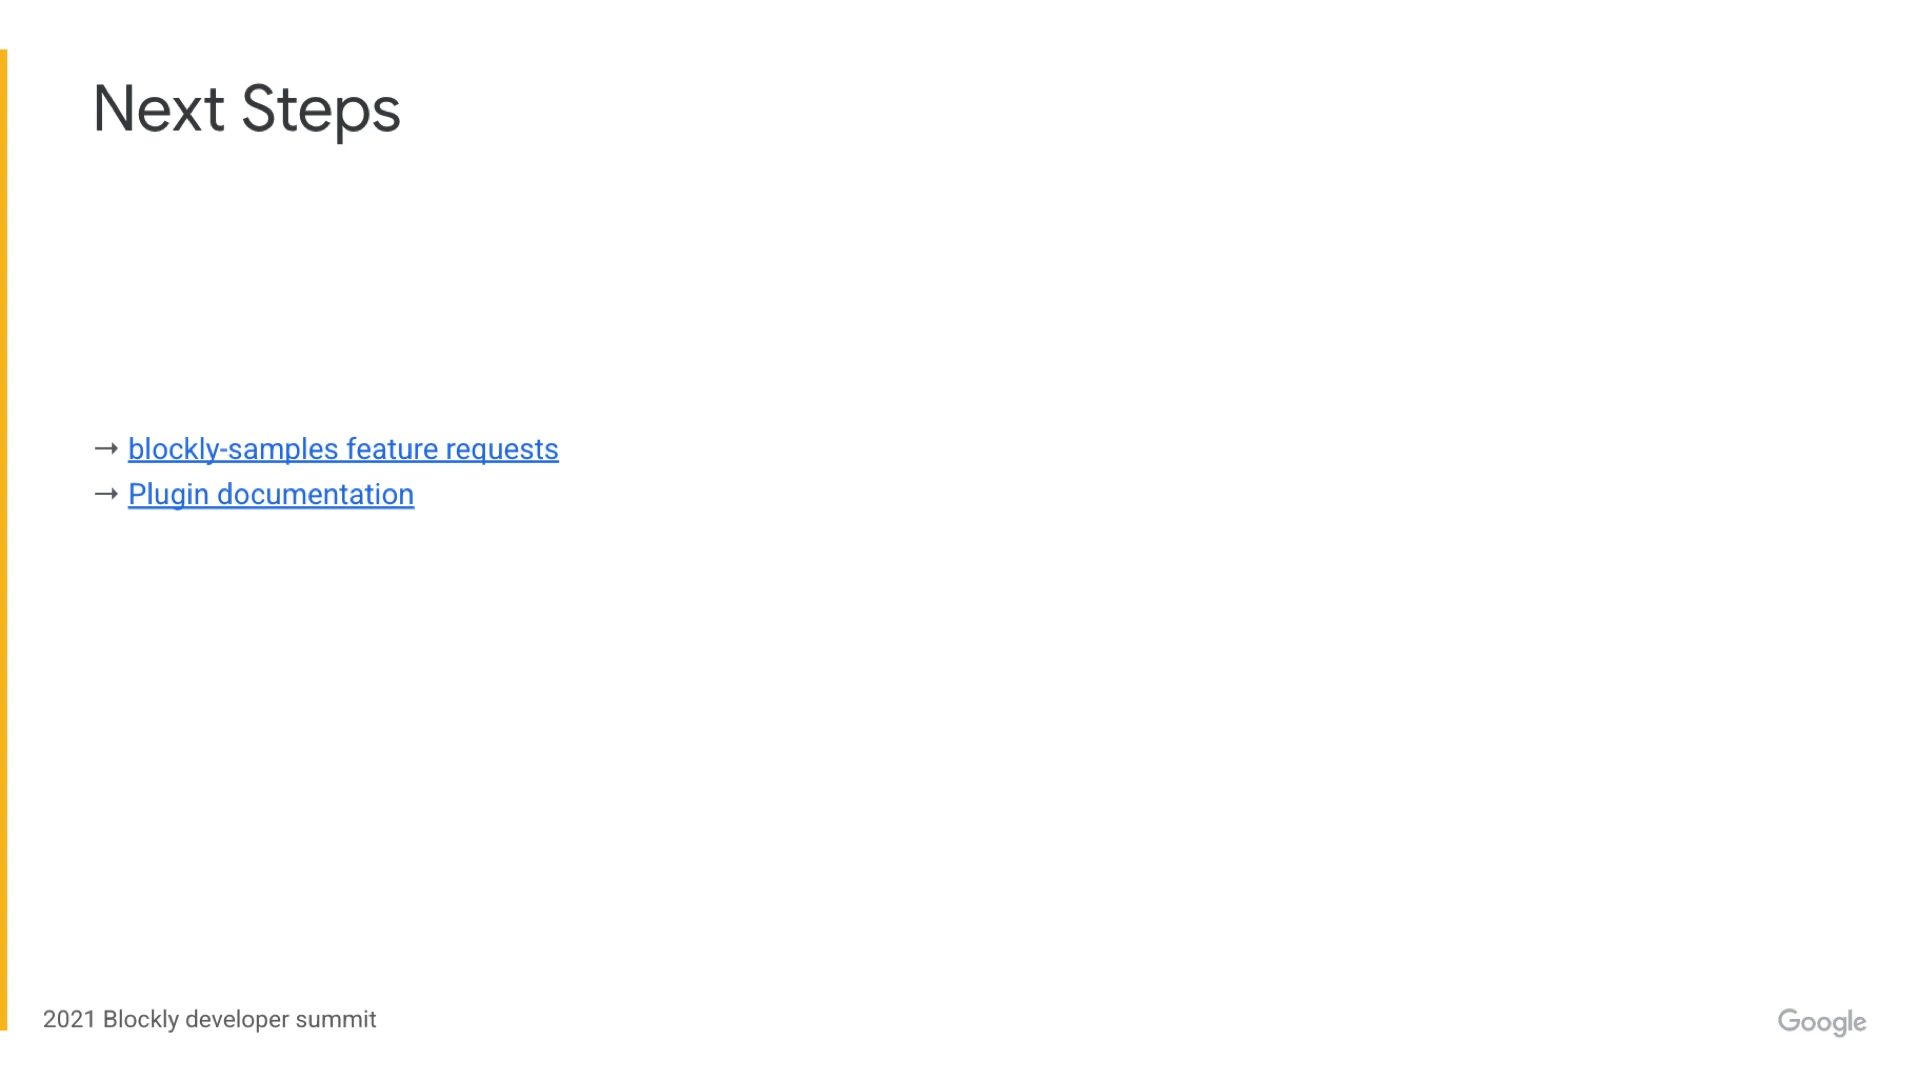 Next Steps
→ blockly-samples feature requests
→ Plugin documentation
2021 Blockly developer summit
Google